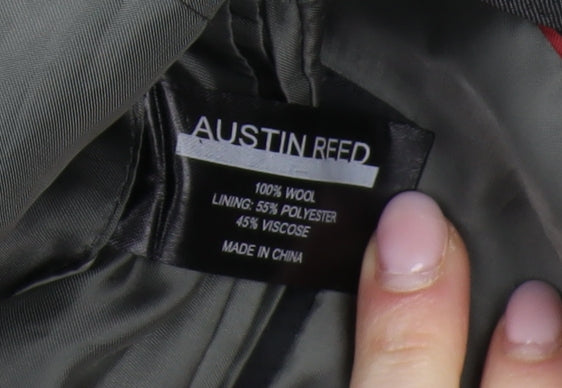 AUSTIN REED
100% WOOL
LINING: 55% POLYESTER
45% VISCOSE
MADE IN CHINA